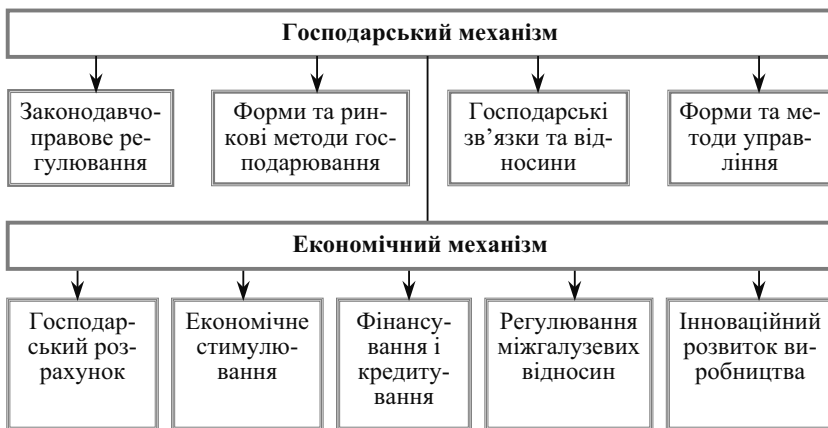 Господарський механізм
Законодавчо-
правове ре-
гулювання
Форми та рин-
кові методи гос-
подарювання
Господарські
зв’язки та від-
носини
Форми та ме-
тоди управ-
ління
Економічний механізм
Господар-
ський роз-
рахунок
Економічне
стимулю-
вання
Фінансу-
вання і
кредиту-
вання
Регулювання
міжгалузевих
відносин
Інноваційний
розвиток ви-
робництва